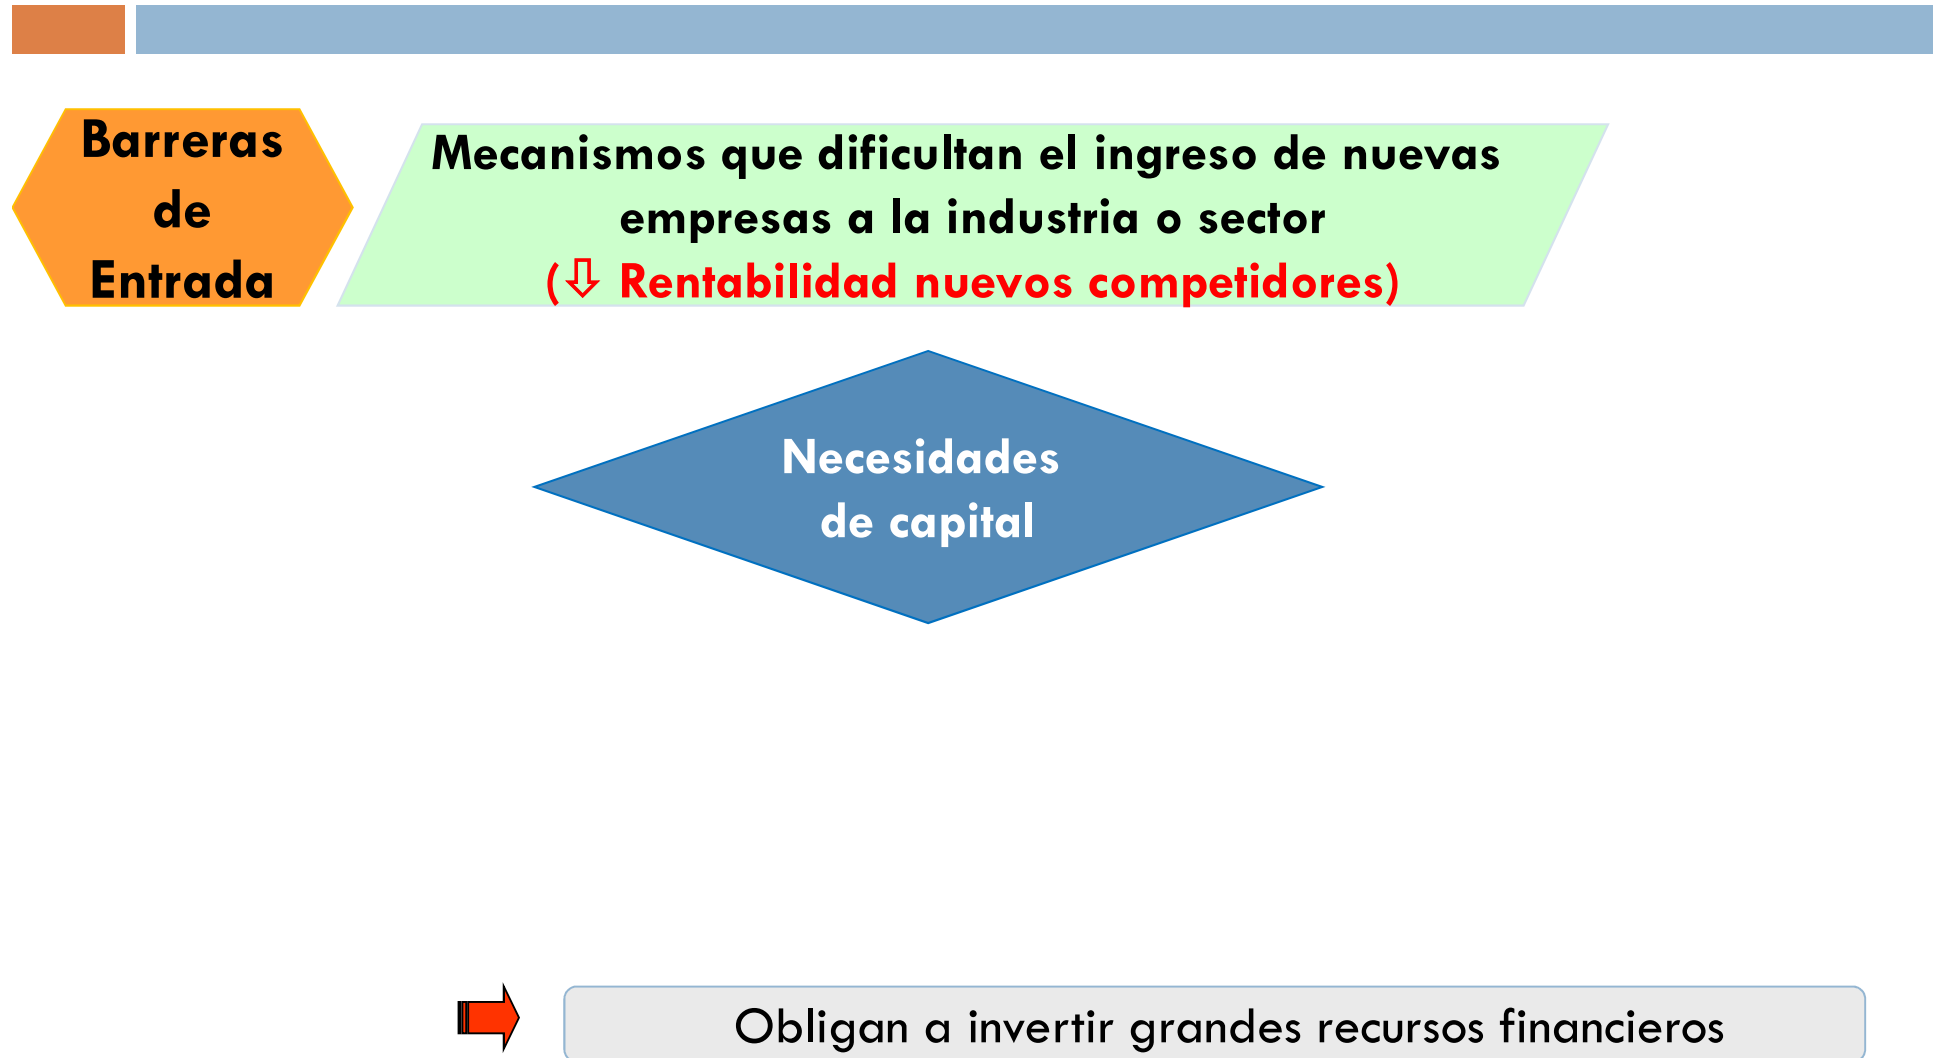 Barreras
de
Entrada
Mecanismos que dificultan el ingreso de nuevas
empresas a la industria o sector
(⇩ Rentabilidad nuevos competidores)
Necesidades
de capital
Obligan a invertir grandes recursos financieros